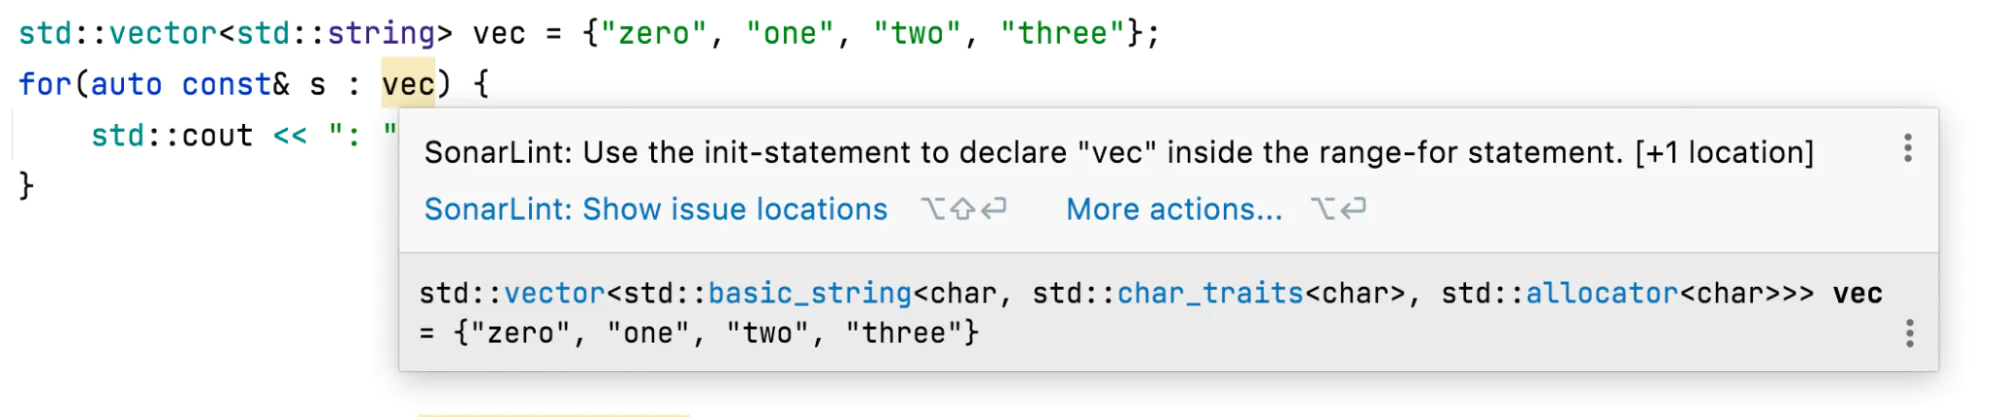 std::vector<std::string> vec = {"zero", "one", "two", "three"};
for(auto const& s : vec) {
std::cout << ": "
}
SonarLint: Use the init-statement to declare "vec" inside the range-for statement. [+1 location]
SonarLint: Show issue locations ⌥⇧⏎ More actions... ⌥⏎
std::vector<std::basic_string<char, std::char_traits<char>, std::allocator<char>>> vec
= {"zero", "one", "two", "three"}